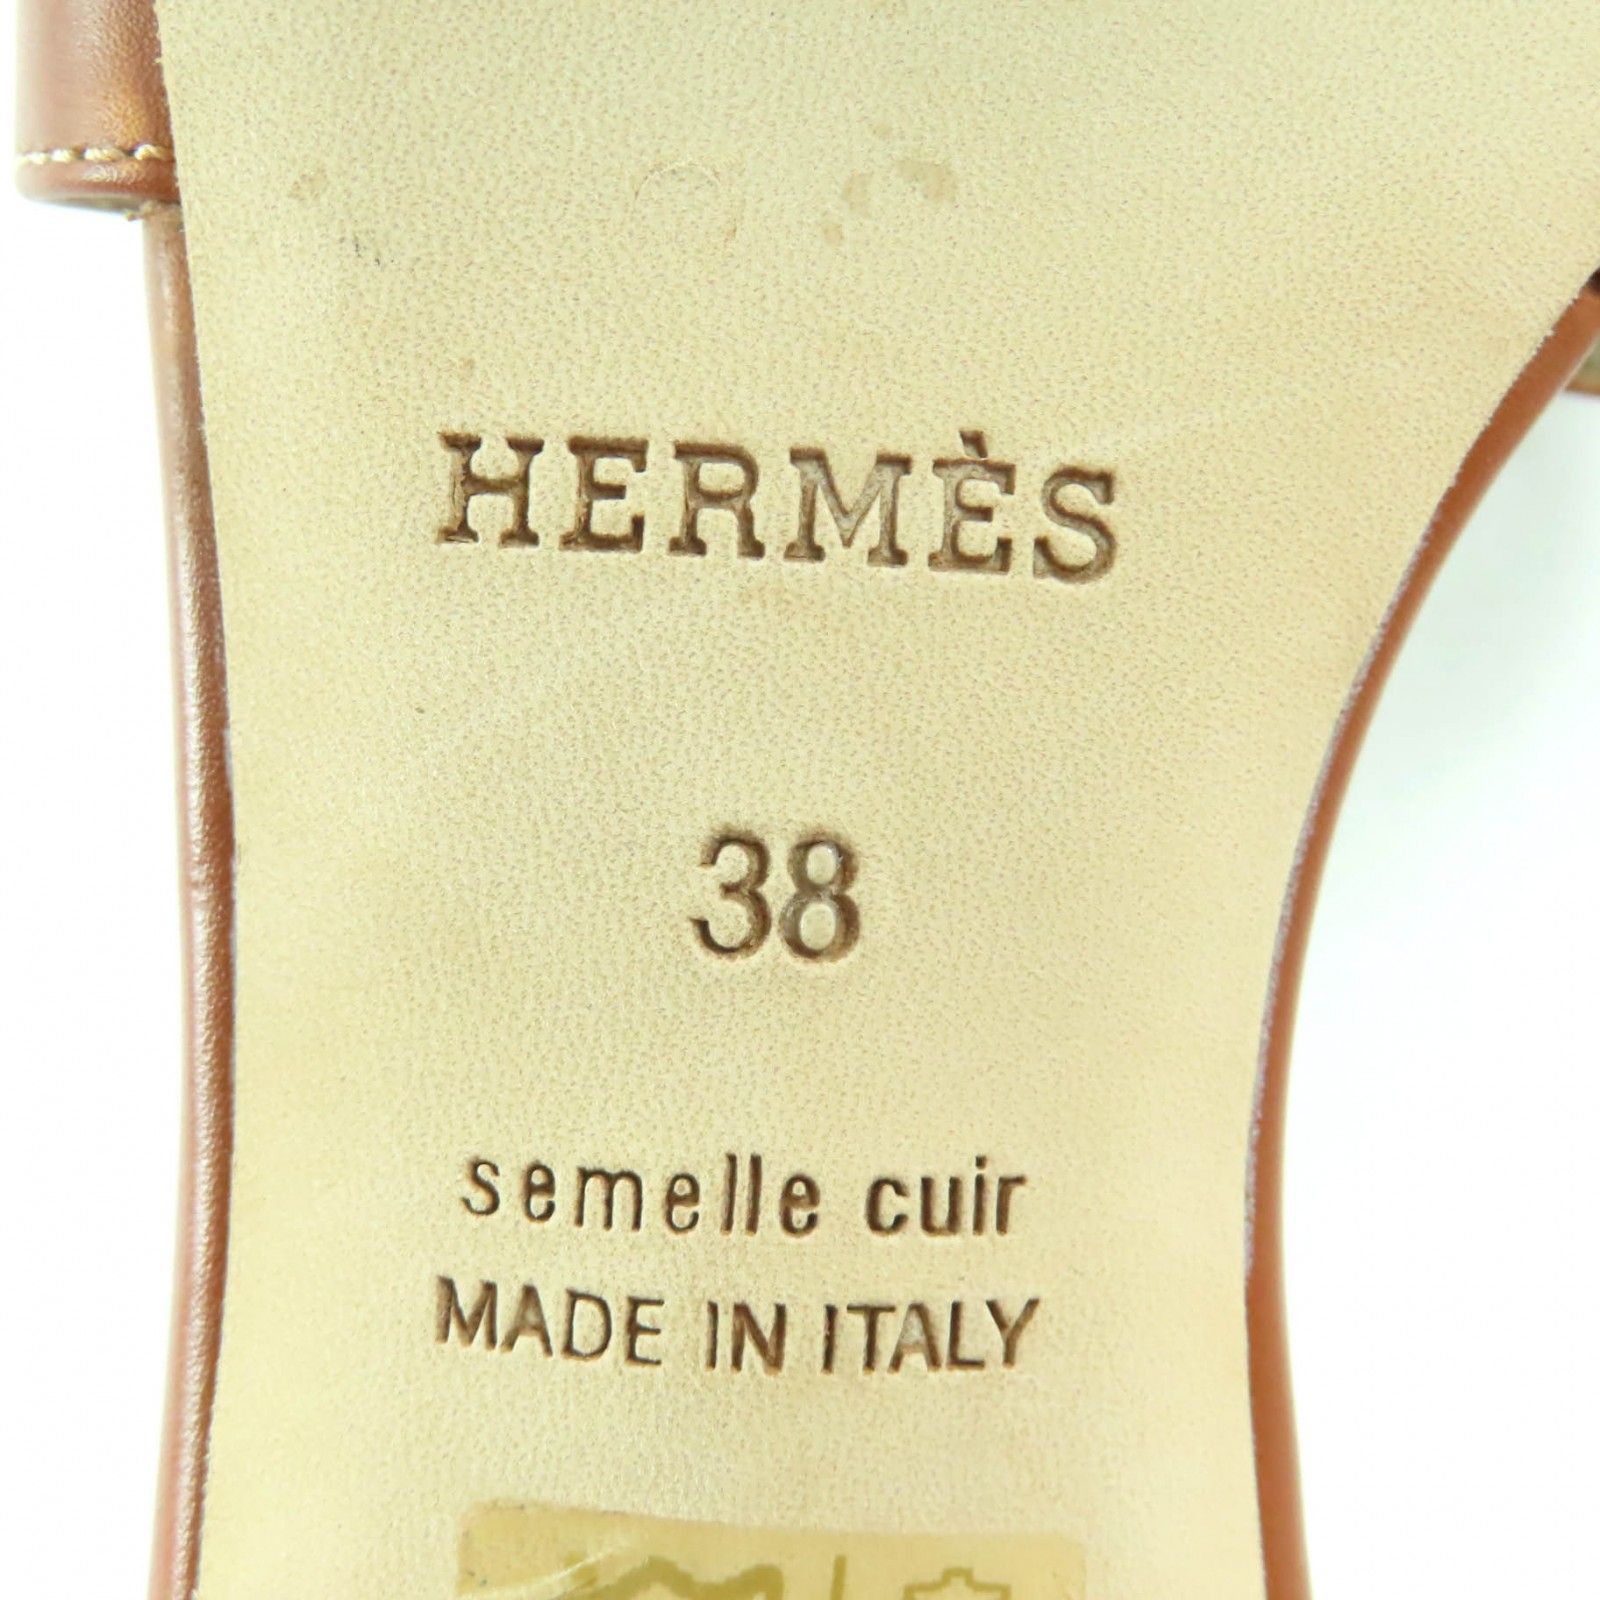 HERMÈS
38
semelle cuir
MADE IN ITALY